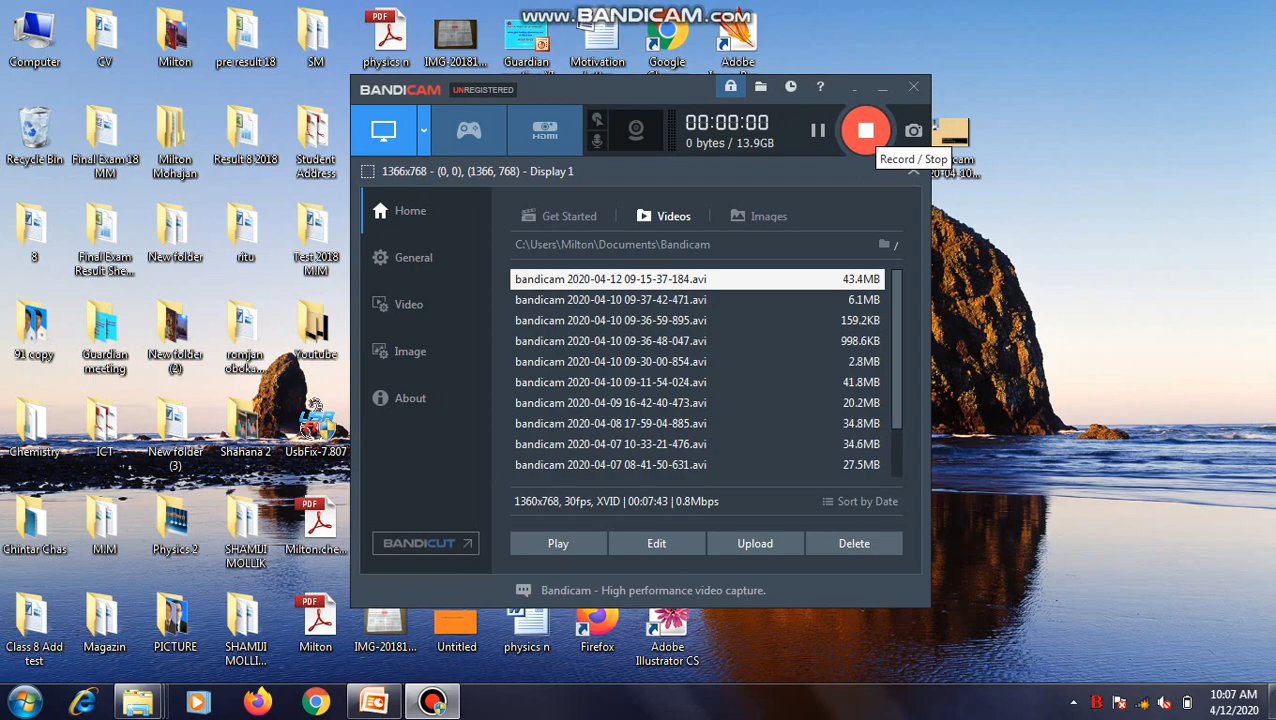 www.BANDICAM.com
Computer
CV
Milton
pre result 18
SM
physics n
IMG-20181...
Guardian
Motivation
Google
Adobe
Recycle Bin
Final Exam 18
MM
Milton
Mohajan
Result 8 2018
Student
Address
8
Final Exam
Result She...
New folder
ritu
Test 2018
M|M
91 copy
Guardian
meeting
New folder
(2)
romjan
oboka...
Youtube
Chemistry
ICT
New folder
(3)
Shanana 2
UsbFix-7.807
Chintar Chas
M.M
Physics 2
SHAMIJI
MOLLIK
Milton.che...
Class 8 Add
test
Magazin
PICTURE
SHAMIJI
MOLLI...
Milton
IMG-20181...
Untitled
physics n
Firefox
Adobe
Illustrator CS
BANDICAM UNREGISTERED
HDMI
00:00:00
0 bytes / 13.9GB
Record / Stop
1366x768 - (0, 0), (1366, 768) - Display 1
Home
General
Video
Image
About
BANDICUT
Get Started
Videos
Images
C:\Users\Milton\Documents\Bandicam
/
bandicam 2020-04-12 09-15-37-184.avi 43.4MB
bandicam 2020-04-10 09-37-42-471.avi 6.1MB
bandicam 2020-04-10 09-36-59-895.avi 159.2KB
bandicam 2020-04-10 09-36-48-047.avi 998.6KB
bandicam 2020-04-10 09-30-00-854.avi 2.8MB
bandicam 2020-04-10 09-11-54-024.avi 41.8MB
bandicam 2020-04-09 16-42-40-473.avi 20.2MB
bandicam 2020-04-08 17-59-04-885.avi 34.8MB
bandicam 2020-04-07 10-33-21-476.avi 34.6MB
bandicam 2020-04-07 08-41-50-631.avi 27.5MB
1360x768, 30fps, XVID | 00:07:43 | 0.8Mbps
Sort by Date
Play
Edit
Upload
Delete
Bandicam - High performance video capture.
10:07 AM
4/12/2020